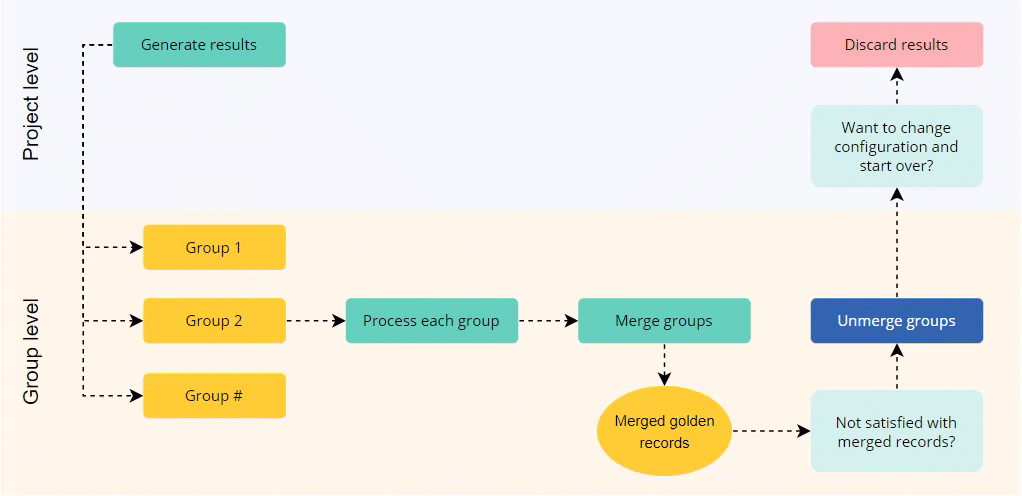 Project level
Generate results
Discard results
Want to change
configuration and
start over?
Group level
Group 1
Group 2
Process each group
Merge groups
Unmerge groups
Group #
Merged golden
records
Not satisfied with
merged records?